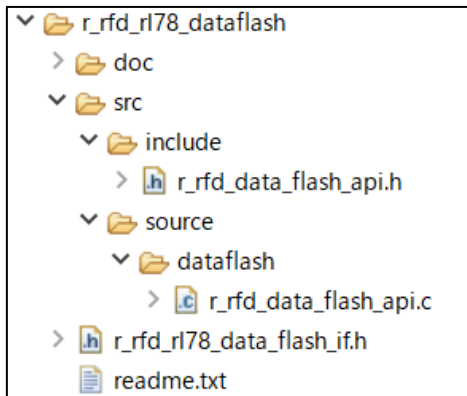 r_rfd_rl78_dataflash
doc
src
include
r_rfd_data_flash_api.h
source
dataflash
r_rfd_data_flash_api.c
r_rfd_rl78_data_flash_if.h
readme.txt